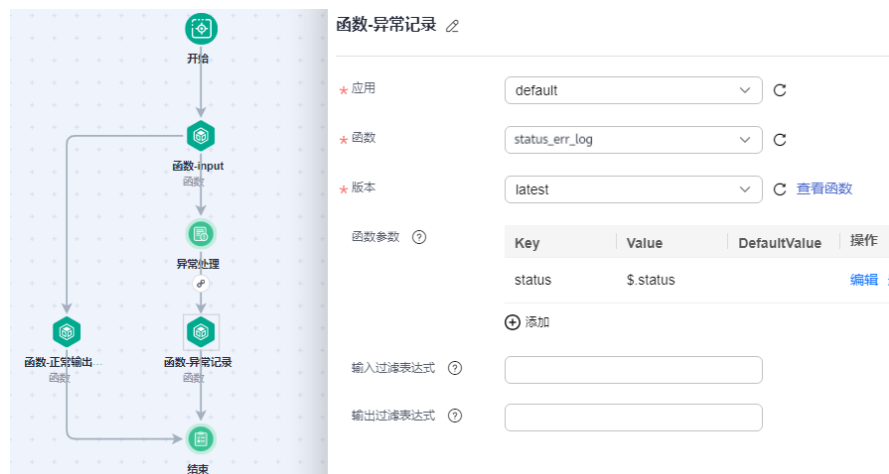 开始
函数-input
函数
异常处理
函数-正常输出...
函数
函数-异常记录
函数
结束
函数-异常记录
* 应用
default
* 函数
status_err_log
* 版本
latest
查看函数
函数参数 ?
Key Value DefaultValue 操作
status $.status 编辑
添加
输入过滤表达式 ?
输出过滤表达式 ?